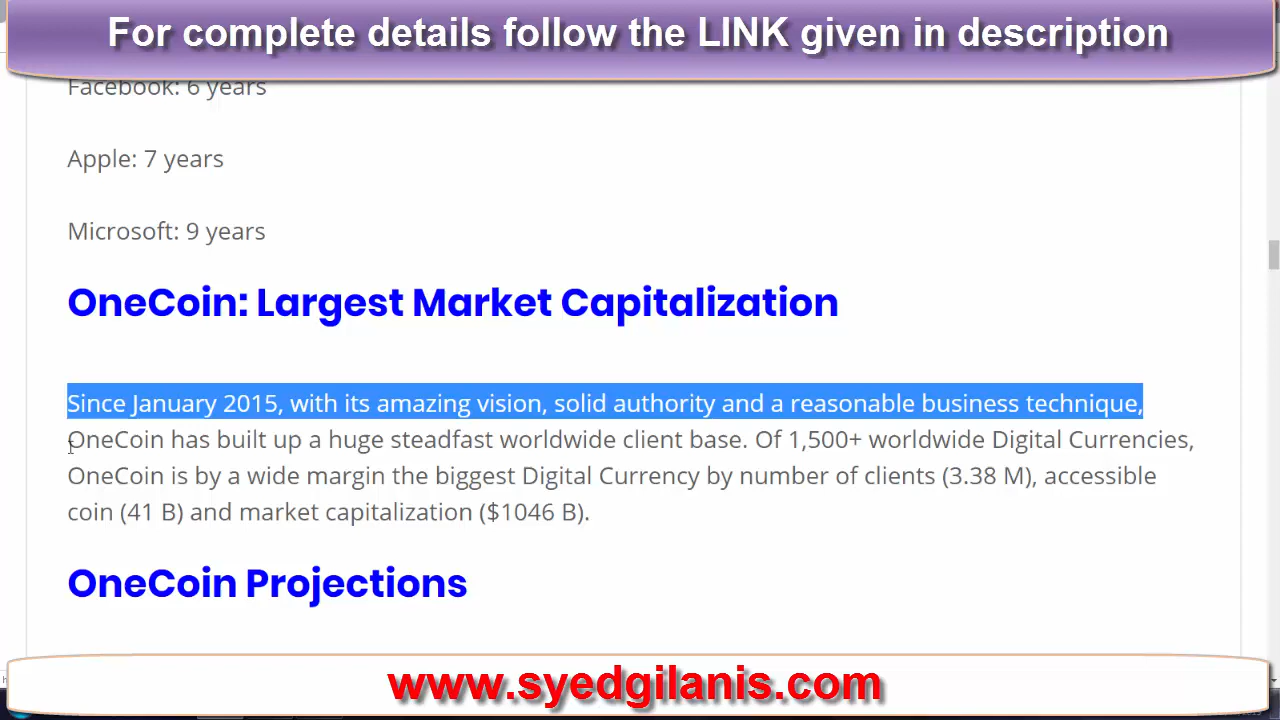 For complete details follow the LINK given in description
Facebook: 6 years
Apple: 7 years
Microsoft: 9 years
OneCoin: Largest Market Capitalization
Since January 2015, with its amazing vision, solid authority and a reasonable business technique,
OneCoin has built up a huge steadfast worldwide client base. Of 1,500+ worldwide Digital Currencies,
OneCoin is by a wide margin the biggest Digital Currency by number of clients (3.38 M), accessible
coin (41 B) and market capitalization ($1046 B).
OneCoin Projections
www.syedgilanis.com